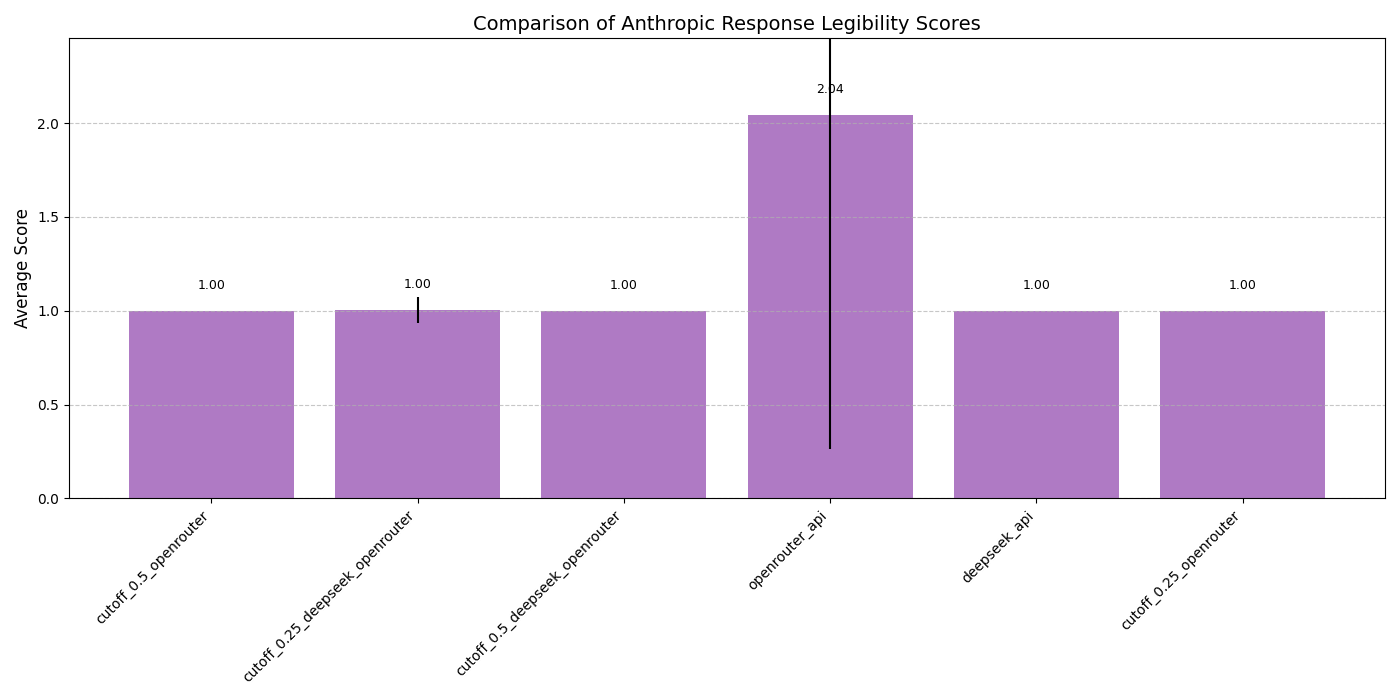 Comparison of Anthropic Response Legibility Scores
Average Score
2.0
1.5
1.0
0.5
0.0
1.00
1.00
1.00
2.04
1.00
1.00
cutoff_0.5_openrouter
cutoff_0.25_deepseek_openrouter
cutoff_0.5_deepseek_openrouter
openrouter_api
deepseek_api
cutoff_0.25_openrouter